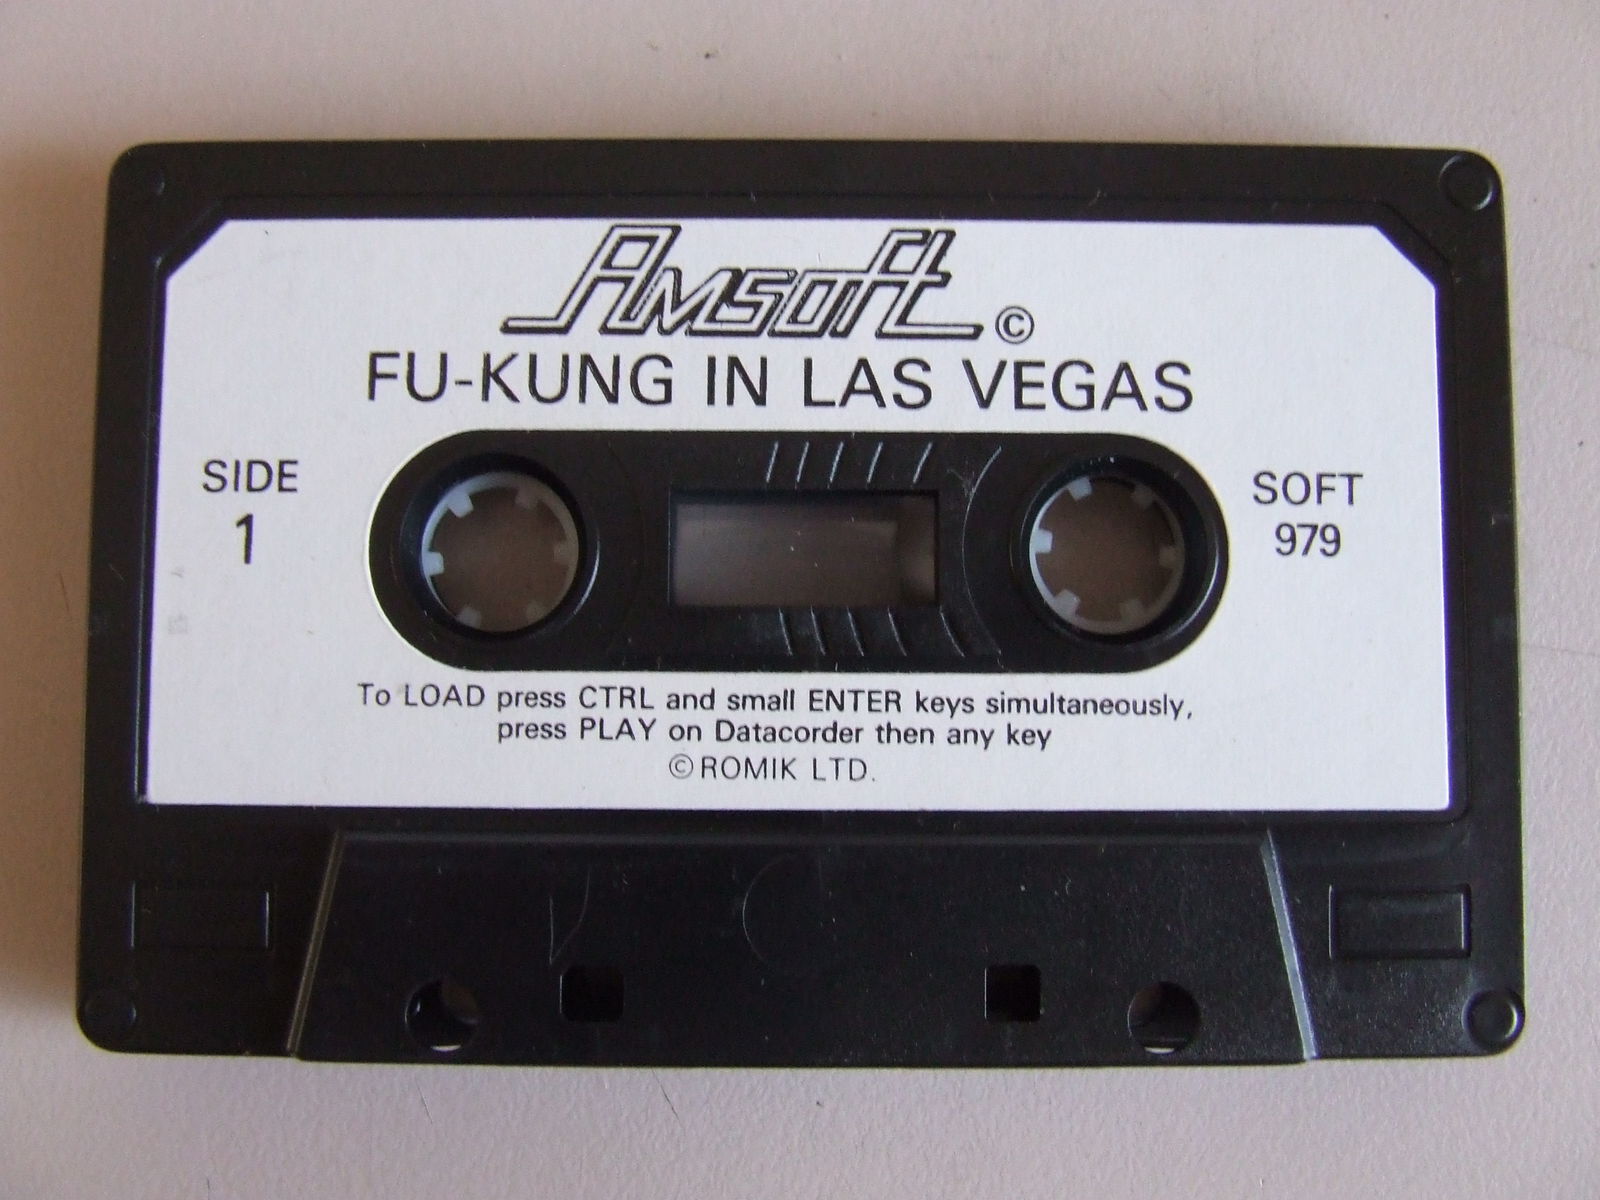 Amsoft ©
FU-KUNG IN LAS VEGAS
SIDE
1
SOFT
979
To LOAD press CTRL and small ENTER keys simultaneously,
press PLAY on Datacorder then any key
© ROMIK LTD.